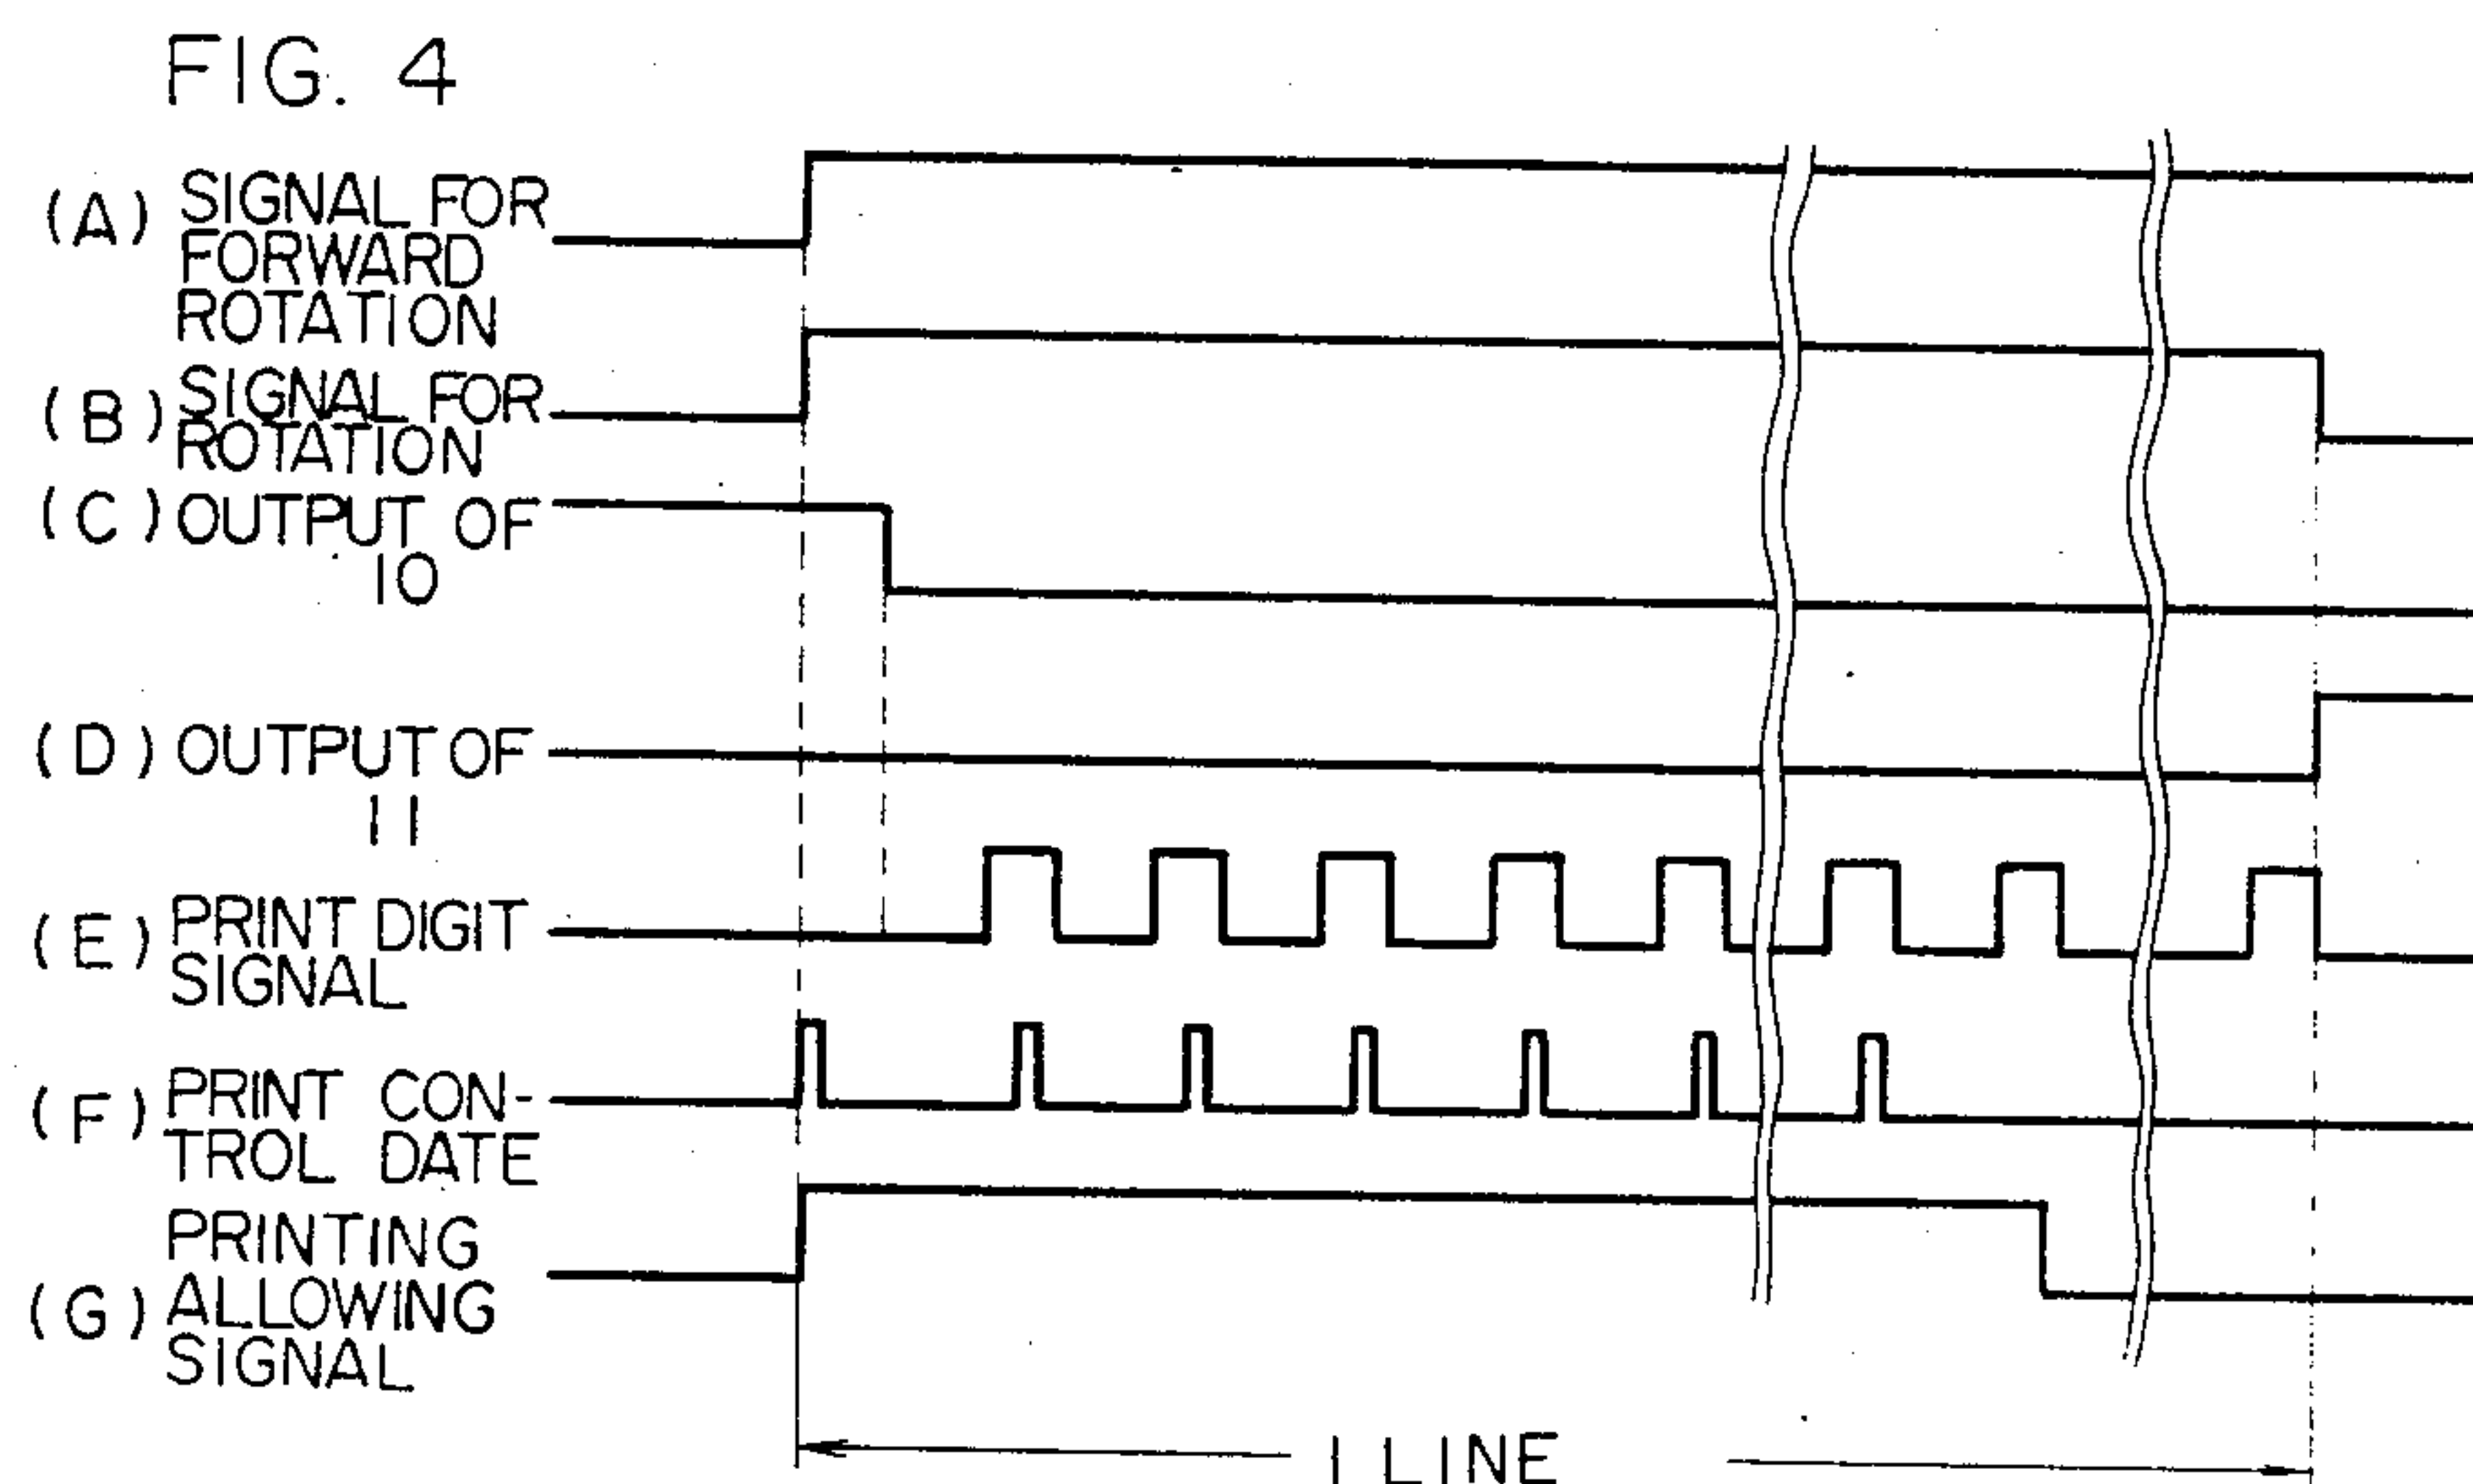 FIG. 4
(A) SIGNAL FOR
FORWARD
ROTATION
(B) SIGNAL FOR
ROTATION
(C) OUTPUT OF
10
(D) OUTPUT OF
11
(E) PRINT DIGIT
SIGNAL
(F) PRINT CON-
TROL DATE
PRINTING
(G) ALLOWING
SIGNAL
1 LINE